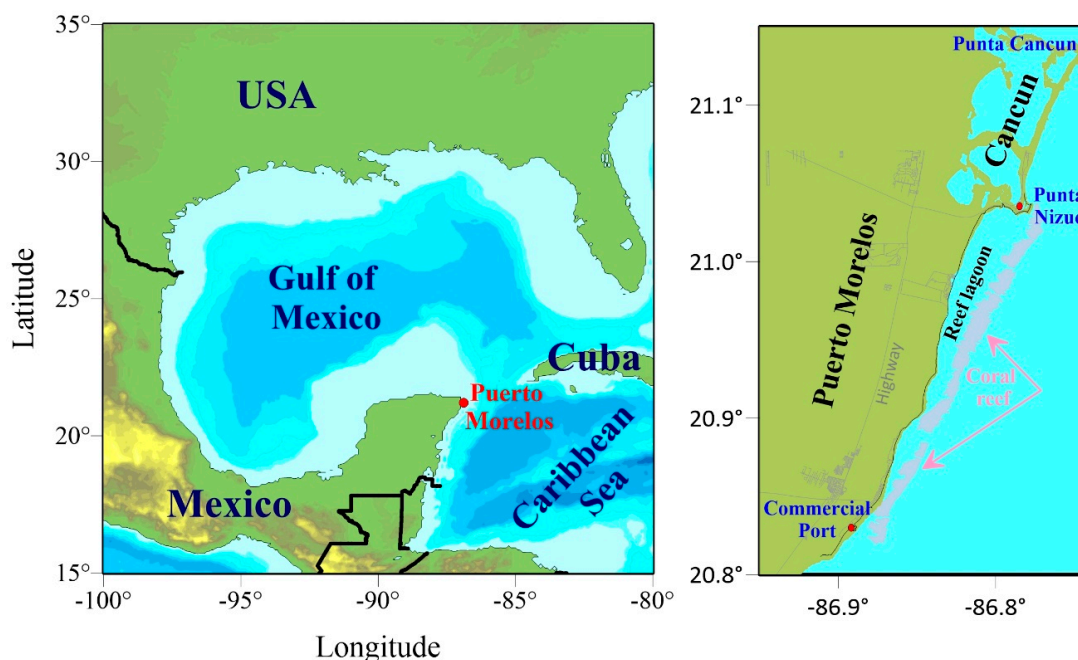 35°
30°
25°
20°
15°
Latitude
-100
-95°
-90°
-85°
-80°
Longitude
USA
Gulf of
Mexico
Cuba
Puerto
Morelos
Caribbean
Sea
Mexico
21.1°
21.0°
20.9°
20.8°
-86.9°
-86.8°
Punta Cancun
Cancun
Punta
Nizuc
Puerto Morelos
Reef lagoon
Highway
Coral
reef
Commercial
Port